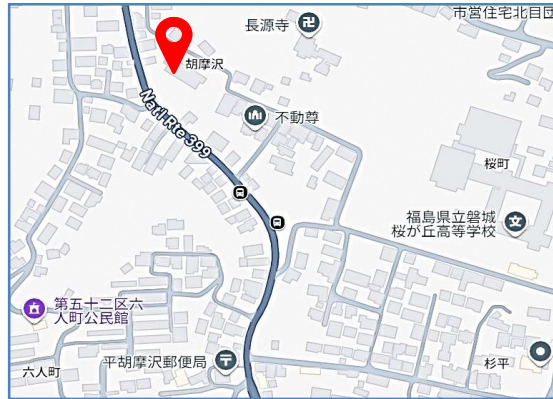 市営住宅北目団
長源寺
胡摩沢
Nat'l Rte 399
不動尊
桜町
福島県立磐城
桜が丘高等学校
第五十二区六
人町公民館
平胡摩沢郵便局
六人町
杉平